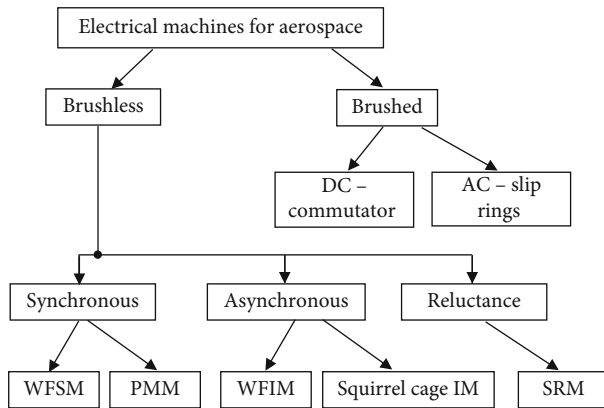 Electrical machines for aerospace
Brushless
Brushed
DC –
commutator
AC – slip
rings
Synchronous
Asynchronous
Reluctance
WFSM
PMM
WFIM
Squirrel cage IM
SRM